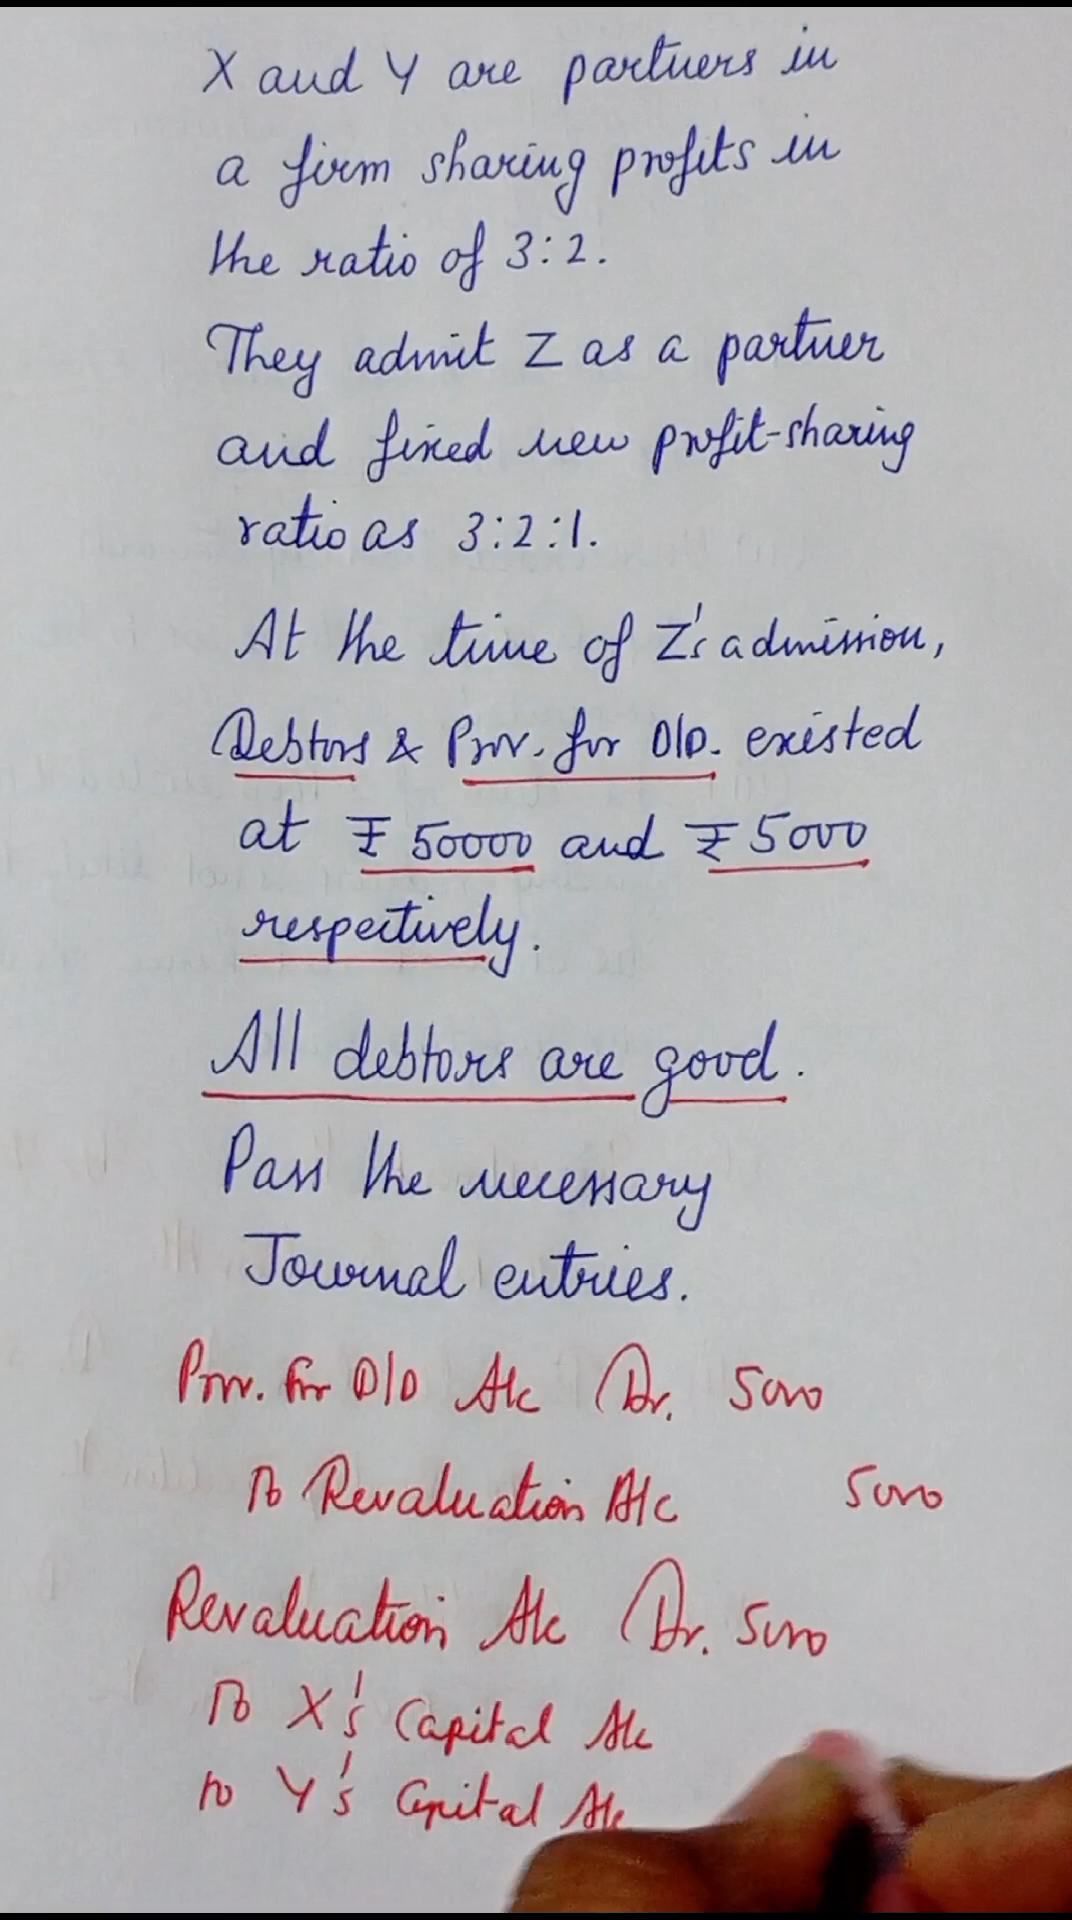 X and Y are partners in
a firm sharing profits in
the ratio of 3:2.
They admit Z as a partner
and fixed new profit-sharing
ratio as 3:2:1.
At the time of Z's admission,
Debtors & Prov. for D/D. existed
at ₹ 50000 and ₹ 5000
respectively.
All debtors are good.
Pass the necessary
Journal entries.
Prov. for D/D A/c Dr. 5000
To Revaluation A/c 5000
Revaluation A/c Dr. 5000
To X's Capital A/c
To Y's Capital A/c